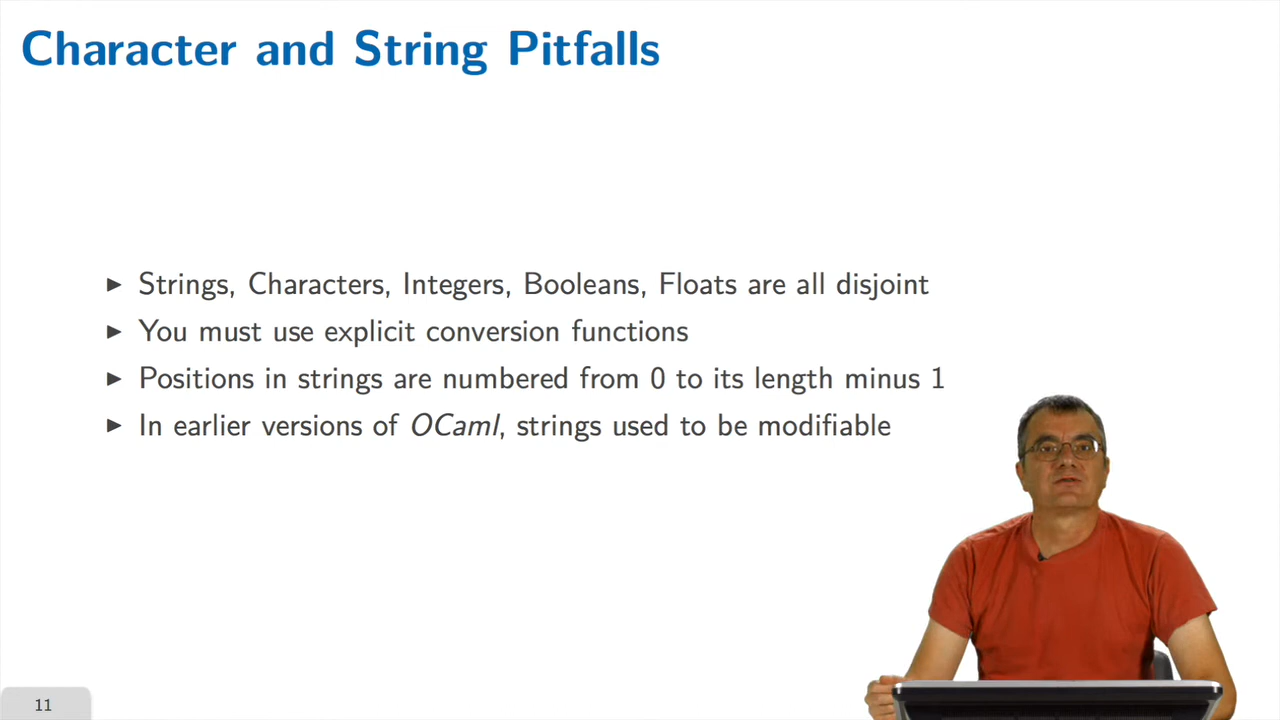 Character and String Pitfalls
▶ Strings, Characters, Integers, Booleans, Floats are all disjoint
▶ You must use explicit conversion functions
▶ Positions in strings are numbered from 0 to its length minus 1
▶ In earlier versions of OCaml, strings used to be modifiable
11